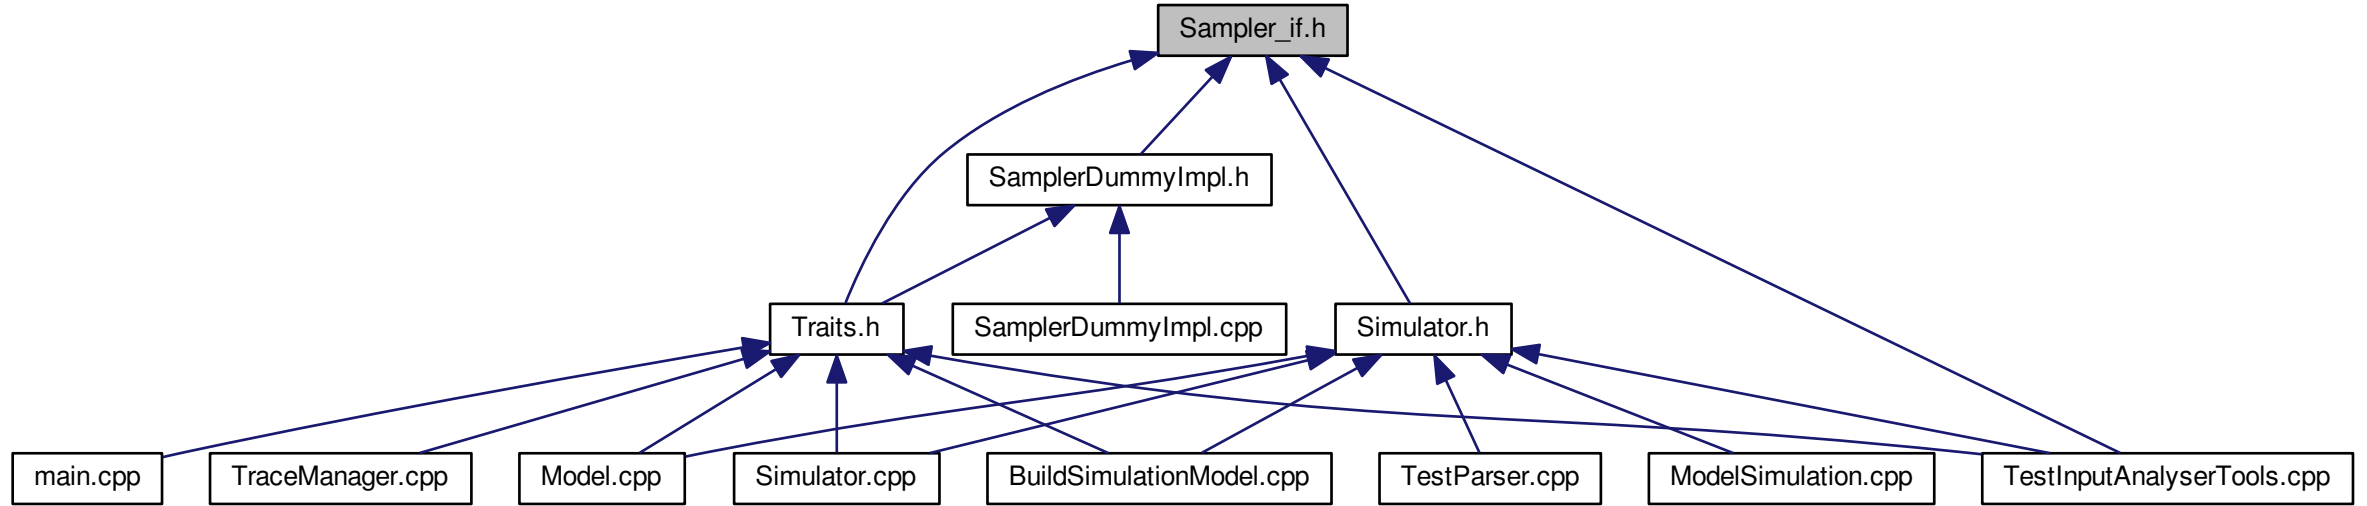 Sampler_if.h
SamplerDummyImpl.h
Traits.h
SamplerDummyImpl.cpp
Simulator.h
main.cpp
TraceManager.cpp
Model.cpp
Simulator.cpp
BuildSimulationModel.cpp
TestParser.cpp
ModelSimulation.cpp
TestInputAnalyserTools.cpp